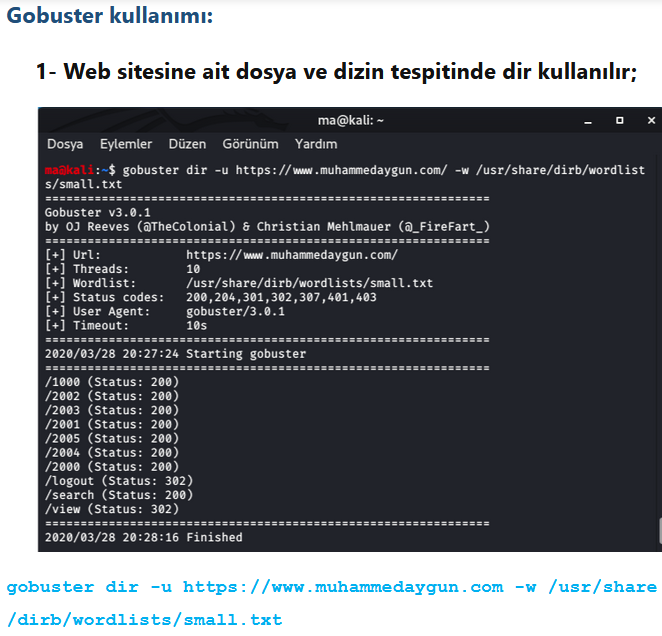 Gobuster kullanımı:
1- Web sitesine ait dosya ve dizin tespitinde dir kullanılır;
ma@kali: ~
Dosya Eylemler Düzen Görünüm Yardım
ma@kali:~$ gobuster dir -u https://www.muhammedaygun.com/ -w /usr/share/dirb/wordlist
s/small.txt
===============================================================
Gobuster v3.0.1
by OJ Reeves (@TheColonial) & Christian Mehlmauer (@_FireFart_)
===============================================================
[+] Url: https://www.muhammedaygun.com/
[+] Threads: 10
[+] Wordlist: /usr/share/dirb/wordlists/small.txt
[+] Status codes: 200,204,301,302,307,401,403
[+] User Agent: gobuster/3.0.1
[+] Timeout: 10s
===============================================================
2020/03/28 20:27:24 Starting gobuster
===============================================================
/1000 (Status: 200)
/2002 (Status: 200)
/2003 (Status: 200)
/2001 (Status: 200)
/2005 (Status: 200)
/2004 (Status: 200)
/2000 (Status: 200)
/logout (Status: 302)
/search (Status: 200)
/view (Status: 302)
===============================================================
2020/03/28 20:28:16 Finished
gobuster dir -u https://www.muhammedaygun.com -w /usr/share
/dirb/wordlists/small.txt